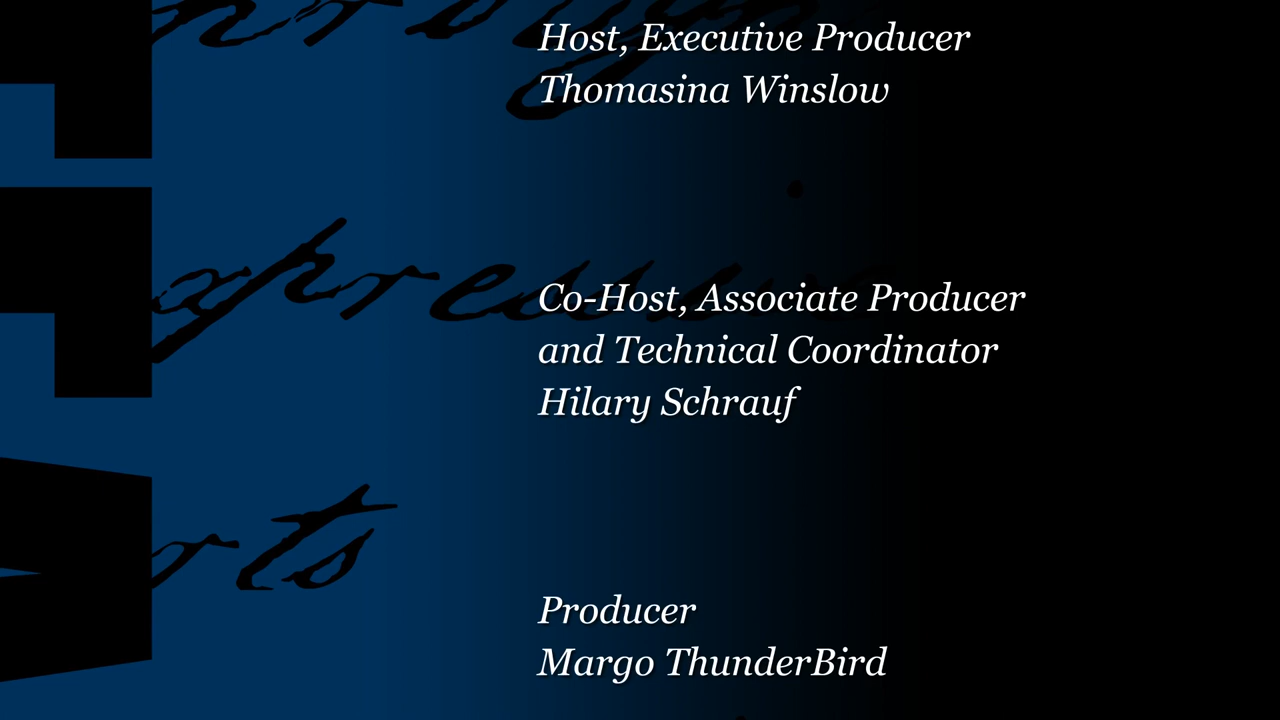 Host, Executive Producer
Thomasina Winslow
Co-Host, Associate Producer
and Technical Coordinator
Hilary Schrauf
Producer
Margo ThunderBird